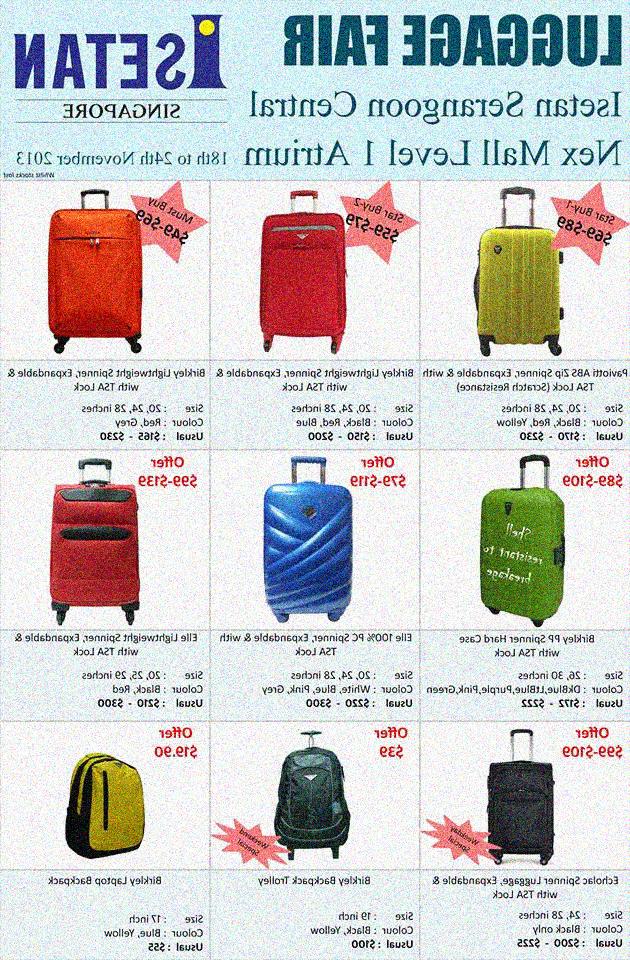 LUGGAGE FAIR
Isetan Serangoon Central
Nex Mall Level 1 Atrium
ISETAN
SINGAPORE
18th to 24th November 2013
Whilst stocks last
Star Buy-1
$69-$89
Paviotti ABS Zip Spinner, Expandable & with
TSA Lock (Scratch Resistance)
Size : 20, 24, 28 inches
Colour : Black, Red, Yellow
Usual : $170 - $230
Star Buy-2
$59-$79
Birkley Lightweight Spinner, Expandable &
with TSA Lock
Size : 20, 24, 28 inches
Colour : Black, Red, Blue
Usual : $150 - $200
Must Buy
$49-$69
Birkley Lightweight Spinner, Expandable &
with TSA Lock
Size : 20, 24, 28 inches
Colour : Red, Grey
Usual : $165 - $230
Offer
$89-$109
Shell
resistant to
breakage
Birkley PP Spinner Hard Case
with TSA Lock
Size : 26, 30 inches
Colour : DbkBlue,LtBlue,Purple,Pink,Green
Usual : $172 - $222
Offer
$79-$119
Elle 100% PC Spinner, Expandable & with
TSA Lock
Size : 20, 24, 28 inches
Colour : White, Blue, Pink, Grey
Usual : $220 - $300
Offer
$99-$139
Elle Lightweight Spinner, Expandable &
with TSA Lock
Size : 20, 25, 29 inches
Colour : Black, Red
Usual : $210 - $300
Offer
$99-$109
Weekday
Special
Echolac Spinner Luggage, Expandable &
with TSA Lock
Size : 24, 28 inches
Colour : Black only
Usual : $200 - $225
Offer
$39
Weekend
Special
Birkley Backpack Trolley
Size : 19 inch
Colour : Black, Yellow
Usual : $100
Offer
$19.90
Birkley Laptop Backpack
Size : 17 inch
Colour : Blue, Yellow
Usual : $55